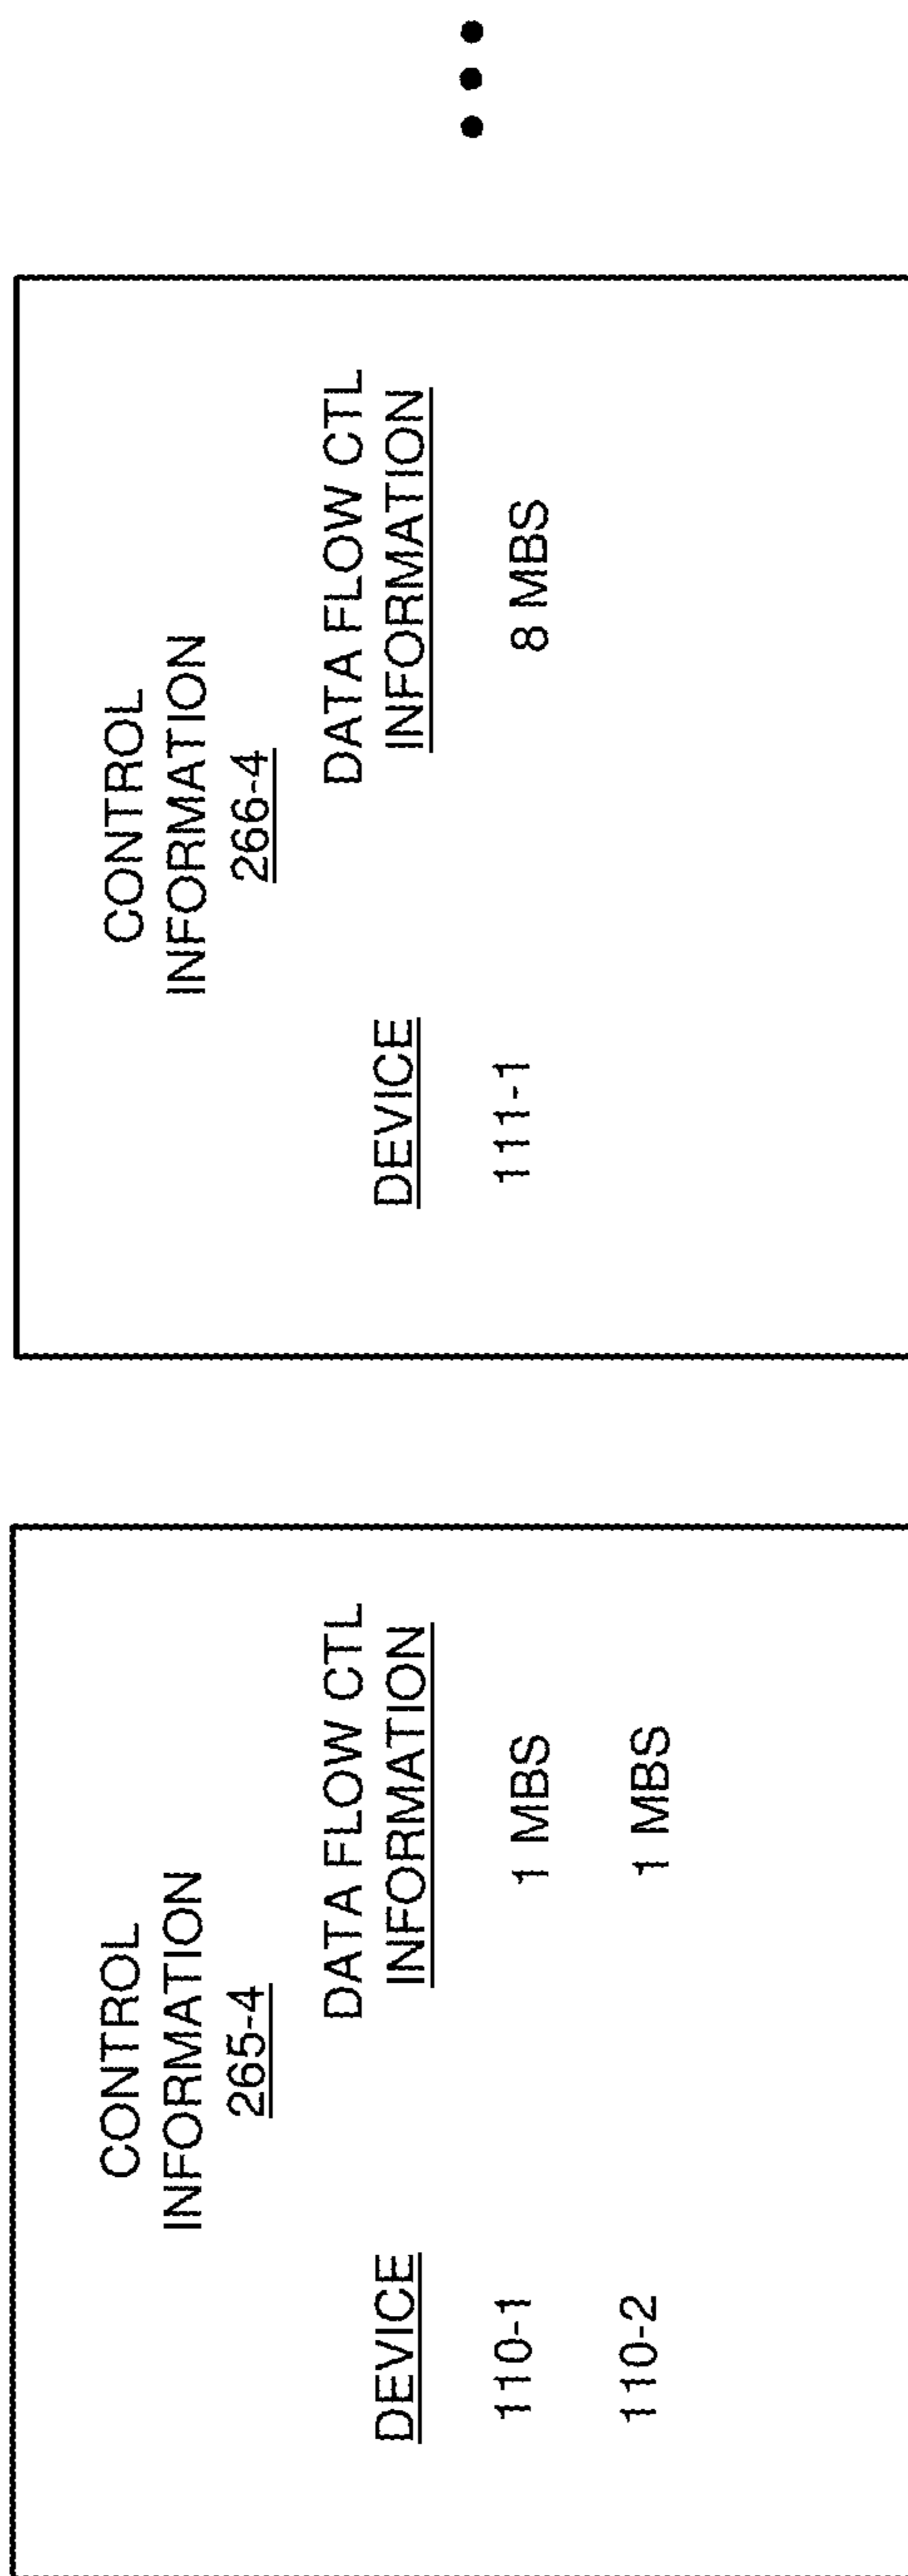 CONTROL
INFORMATION
265-4
DEVICE
DATA FLOW CTL
INFORMATION
110-1 1 MBS
110-2 1 MBS
CONTROL
INFORMATION
266-4
DEVICE
DATA FLOW CTL
INFORMATION
111-1 8 MBS